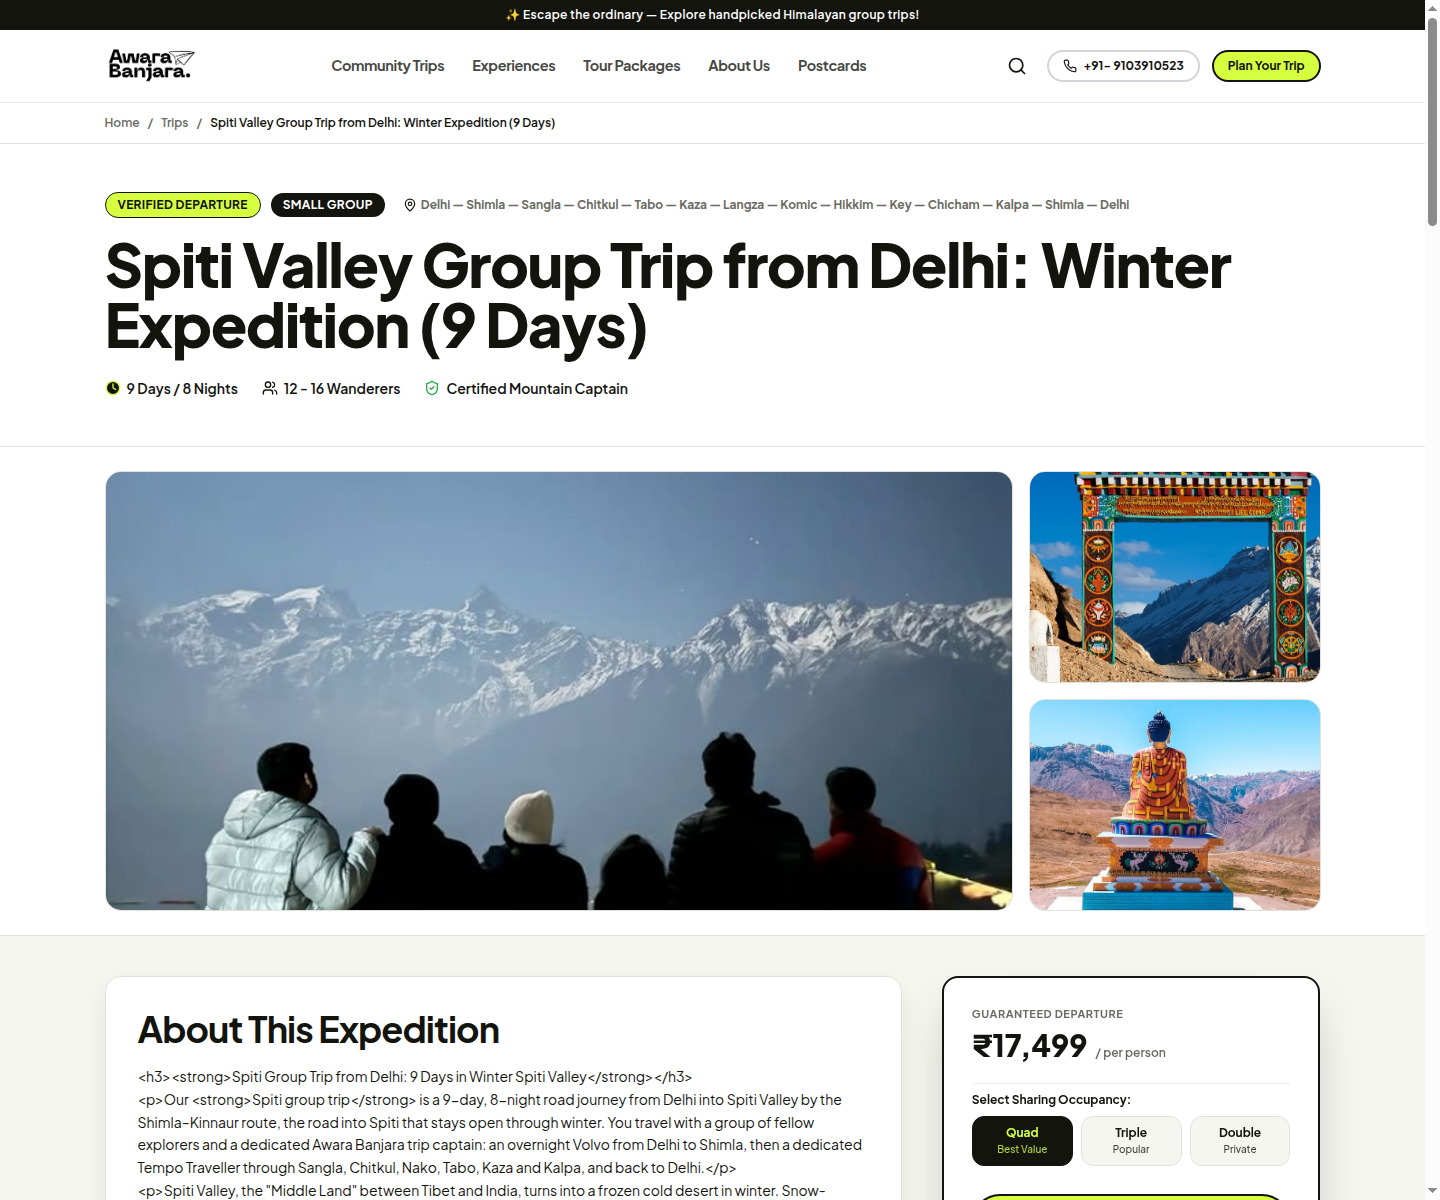 ✨ Escape the ordinary — Explore handpicked Himalayan group trips!
Awara
Banjara.
Community Trips
Experiences
Tour Packages
About Us
Postcards
+91- 9103910523
Plan Your Trip
Home / Trips / Spiti Valley Group Trip from Delhi: Winter Expedition (9 Days)
VERIFIED DEPARTURE
SMALL GROUP
Delhi — Shimla — Sangla — Chitkul — Tabo — Kaza — Langza — Komic — Hikkim — Key — Chicham — Kalpa — Shimla — Delhi
Spiti Valley Group Trip from Delhi: Winter
Expedition (9 Days)
9 Days / 8 Nights
12 - 16 Wanderers
Certified Mountain Captain
About This Expedition
<h3><strong>Spiti Group Trip from Delhi: 9 Days in Winter Spiti Valley</strong></h3>
<p>Our <strong>Spiti group trip</strong> is a 9–day, 8–night road journey from Delhi into Spiti Valley by the
Shimla–Kinnaur route, the road into Spiti that stays open through winter. You travel with a group of fellow
explorers and a dedicated Awara Banjara trip captain: an overnight Volvo from Delhi to Shimla, then a dedicated
Tempo Traveller through Sangla, Chitkul, Nako, Tabo, Kaza and Kalpa, and back to Delhi.</p>
<p>Spiti Valley, the "Middle Land" between Tibet and India, turns into a frozen cold desert in winter. Snow-
GUARANTEED DEPARTURE
₹17,499 / per person
Select Sharing Occupancy:
Quad
Best Value
Triple
Popular
Double
Private